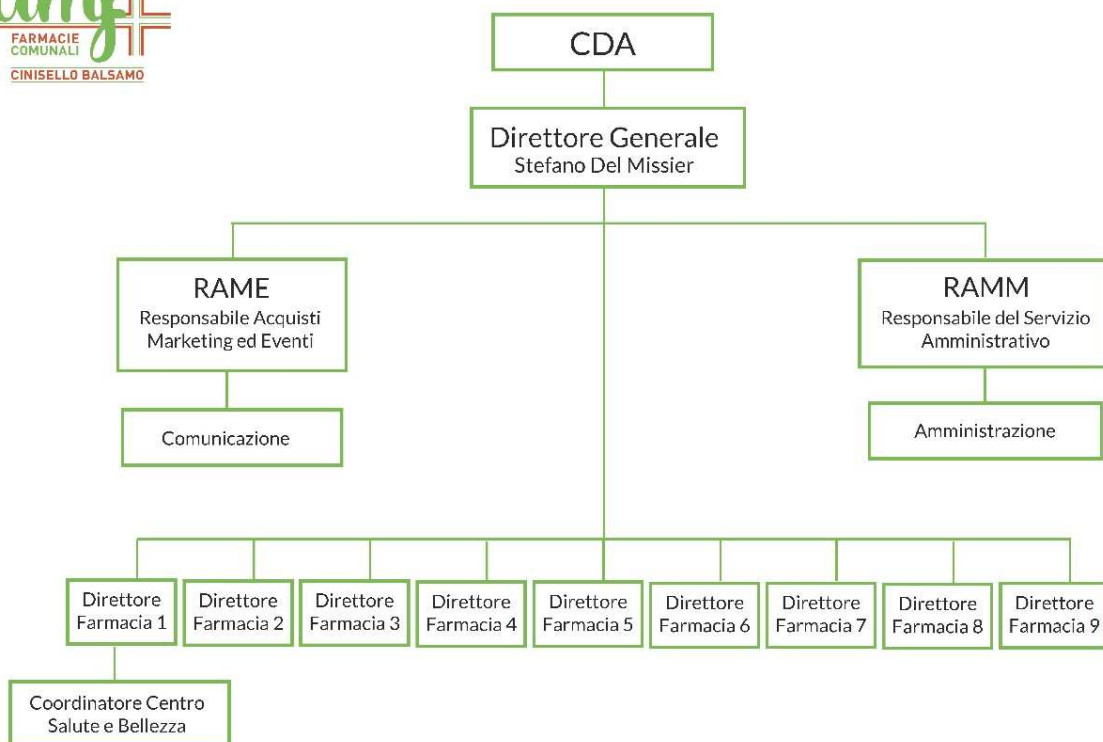 FARMACIE
COMUNALI
CINISELLO BALSAMO
CDA
Direttore Generale
Stefano Del Missier
RAME
Responsabile Acquisti
Marketing ed Eventi
RAMM
Responsabile del Servizio
Amministrativo
Comunicazione
Amministrazione
Direttore
Farmacia 1
Direttore
Farmacia 2
Direttore
Farmacia 3
Direttore
Farmacia 4
Direttore
Farmacia 5
Direttore
Farmacia 6
Direttore
Farmacia 7
Direttore
Farmacia 8
Direttore
Farmacia 9
Coordinatore Centro
Salute e Bellezza